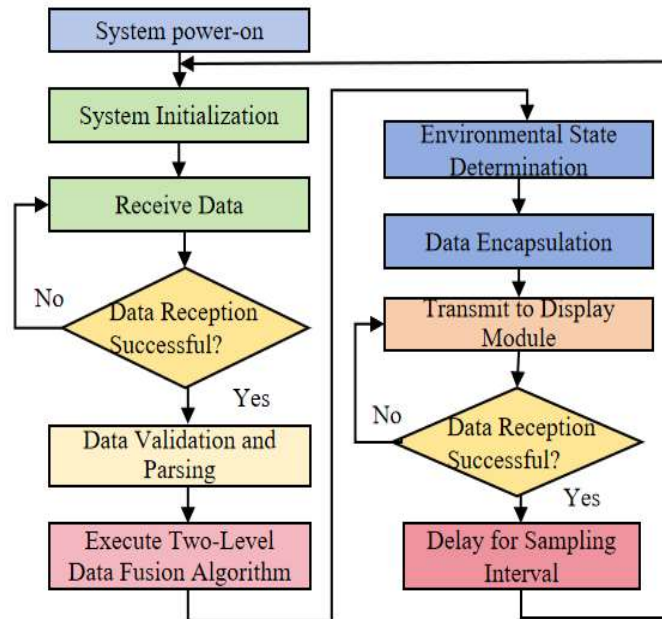 System power-on
System Initialization
Receive Data
No
Data Reception
Successful?
Yes
Data Validation and
Parsing
Execute Two-Level
Data Fusion Algorithm
Environmental State
Determination
Data Encapsulation
Transmit to Display
Module
No
Data Reception
Successful?
Yes
Delay for Sampling
Interval